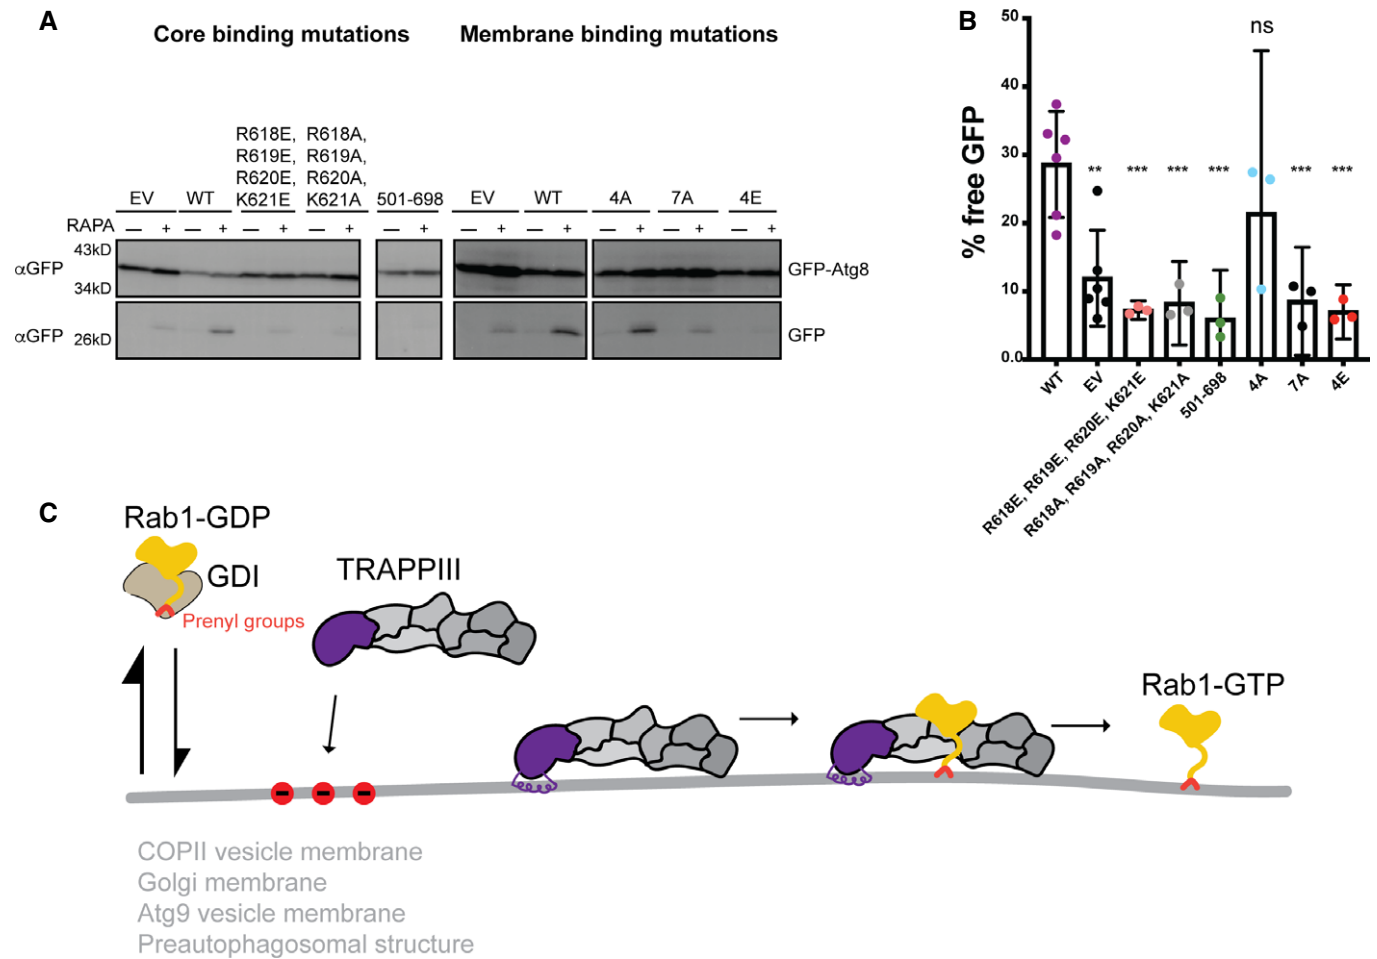 A
Core binding mutations
Membrane binding mutations
R618E, R618A,
R619E, R619A,
R620E, R620A,
EV WT K621E K621A 501-698 EV WT 4A 7A 4E
RAPA — + — + — + — + — + — + — + — + — + — +
43kD
αGFP
34kD
GFP-Atg8
αGFP 26kD
GFP
B
% free GFP
50
40
30
20
10
0.0
** *** *** *** ns *** ***
WT
EV
R618E, R619E, R620E, K621E
R618A, R619A, R620A, K621A
501-698
4A
7A
4E
C
Rab1-GDP
GDI
Prenyl groups
TRAPPIII
Rab1-GTP
COPII vesicle membrane
Golgi membrane
Atg9 vesicle membrane
Preautophagosomal structure